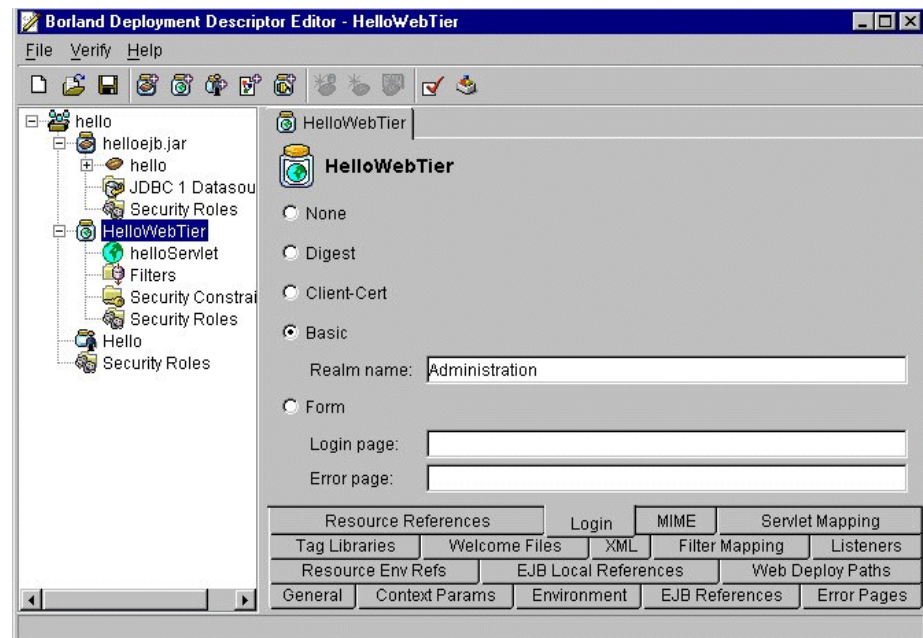 Borland Deployment Descriptor Editor - HelloWebTier
File Verify Help
hello
helloejb.jar
hello
JDBC 1 Datasou
Security Roles
HelloWebTier
helloServlet
Filters
Security Constrai
Security Roles
Hello
Security Roles
HelloWebTier
HelloWebTier
None
Digest
Client-Cert
Basic
Realm name: Administration
Form
Login page:
Error page:
Resource References Login MIME Servlet Mapping
Tag Libraries Welcome Files XML Filter Mapping Listeners
Resource Env Refs EJB Local References Web Deploy Paths
General Context Params Environment EJB References Error Pages